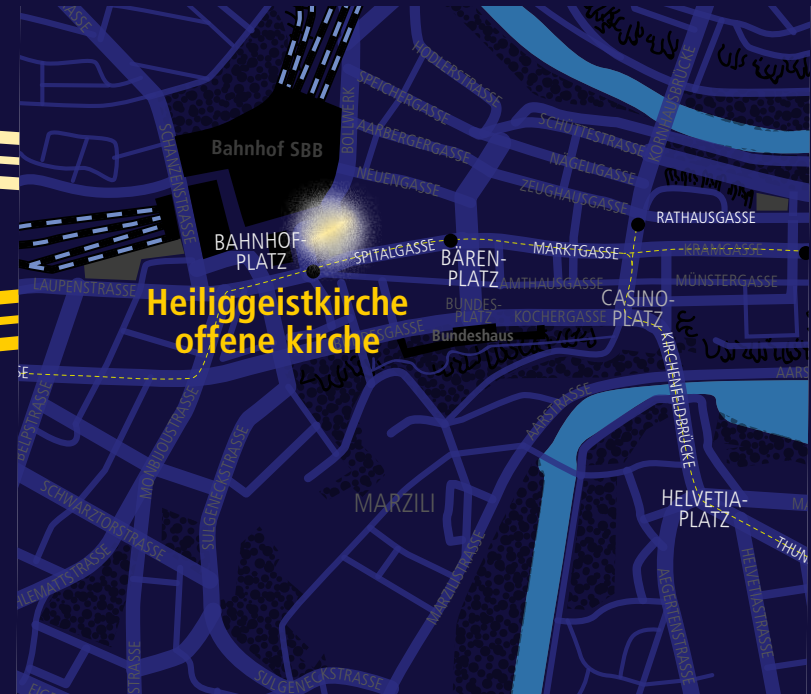 HODLERSTRASSE
KORNHAUSBRÜCKE
SPEICHERGASSE
BOLLWERK
SCHÜTTESTRASSE
AARBERGERGASSE
SCHANZENSTRASSE
Bahnhof SBB
NÄGELIGASSE
NEUENGASSE
ZEUGHAUSGASSE
RATHAUSGASSE
BAHNHOF-
PLATZ
SPITALGASSE
BÄREN-
PLATZ
MARKTGASSE
KRAMGASSE
LAUPENSTRASSE
AMTHAUSGASSE
MÜNSTERGASSE
Heiliggeistkirche
offene kirche
BUNDES-
PLATZ
KOCHERGASSE
CASINO-
PLATZ
Bundeshaus
KIRCHENFELDBRÜCKE
BELPSTRASSE
MONBIJOUSTRASSE
AARSTRASSE
SULGENECKSTRASSE
MARZILI
HELVETIA-
PLATZ
SCHWARZTORSTRASSE
THUN
MARZILISTRASSE
AEGERTENSTRASSE
HELVETIASTRASSE
SULGENECKSTRASSE